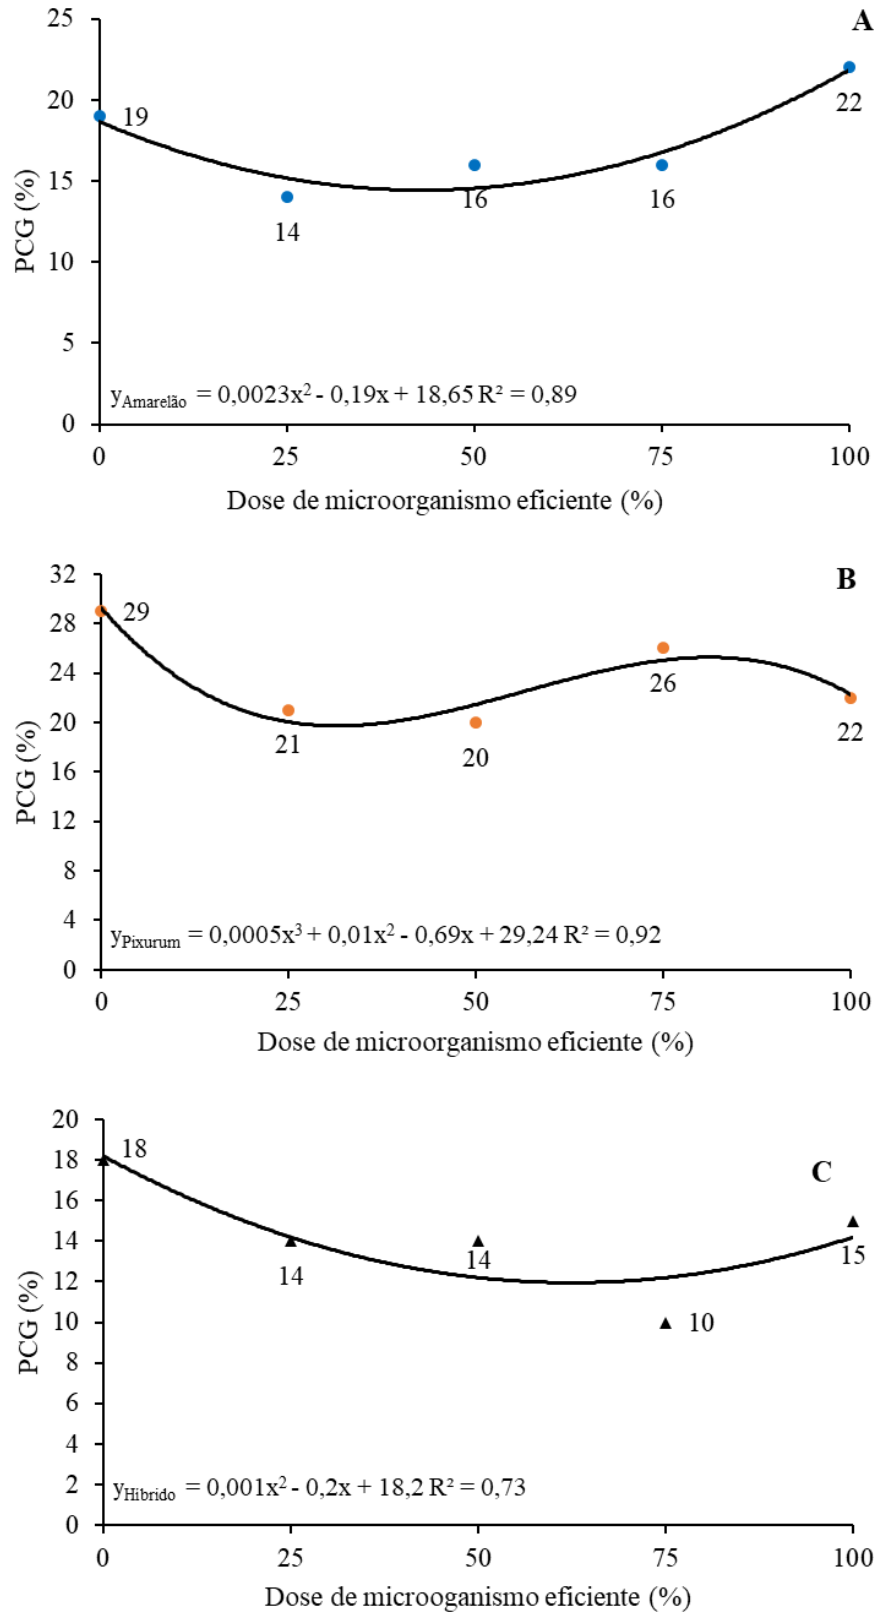 A
25
20
15
10
5
0
PCG (%)
19
14
16
16
22
y Amarelão = 0,0023x² - 0,19x + 18,65 R² = 0,89
0 25 50 75 100
Dose de microorganismo eficiente (%)
B
32
28
24
20
16
12
8
4
0
PCG (%)
29
21
20
26
22
y Pixurum = 0,0005x³ + 0,01x² - 0,69x + 29,24 R² = 0,92
0 25 50 75 100
Dose de microorganismo eficiente (%)
C
20
18
16
14
12
10
8
6
4
2
0
PCG (%)
18
14
14
10
15
y Hibrido = 0,001x² - 0,2x + 18,2 R² = 0,73
0 25 50 75 100
Dose de microoganismo eficiente (%)